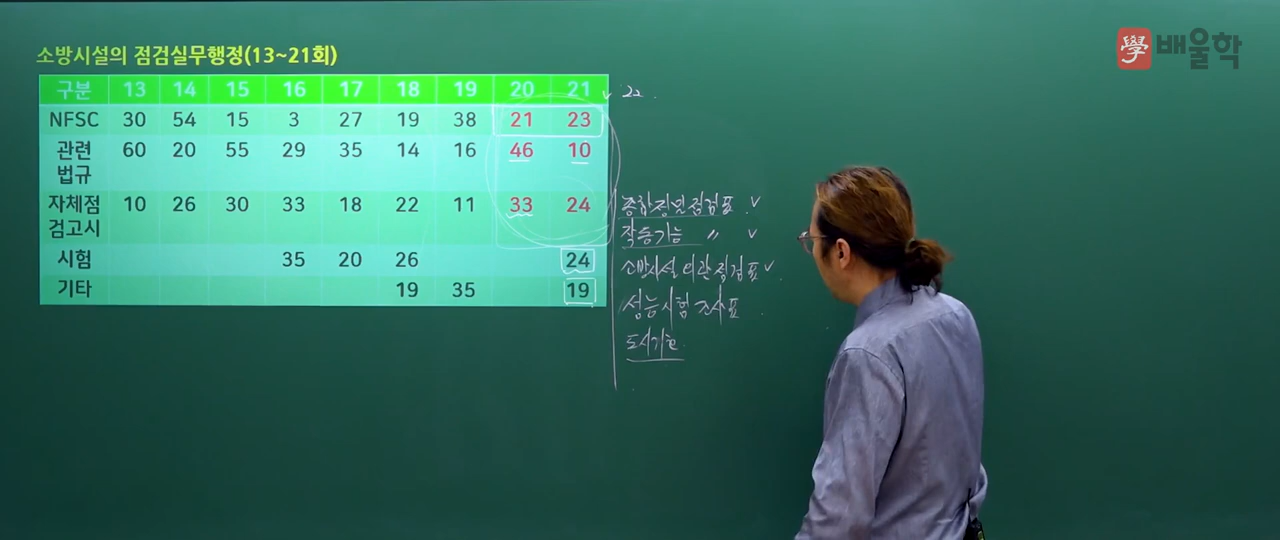 學 배울학
소방시설의 점검실무행정(13~21회)
구분 13 14 15 16 17 18 19 20 21 22.
NFSC 30 54 15 3 27 19 38 21 23
관련 법규 60 20 55 29 35 14 16 46 10
자체점검고시 10 26 30 33 18 22 11 33 24
시험 35 20 26 24
기타 19 35 19
종합정밀점검표 ✓
작동기능 〃 ✓
소방시설 외관점검표 ✓
성능시험 조사표
도시기호